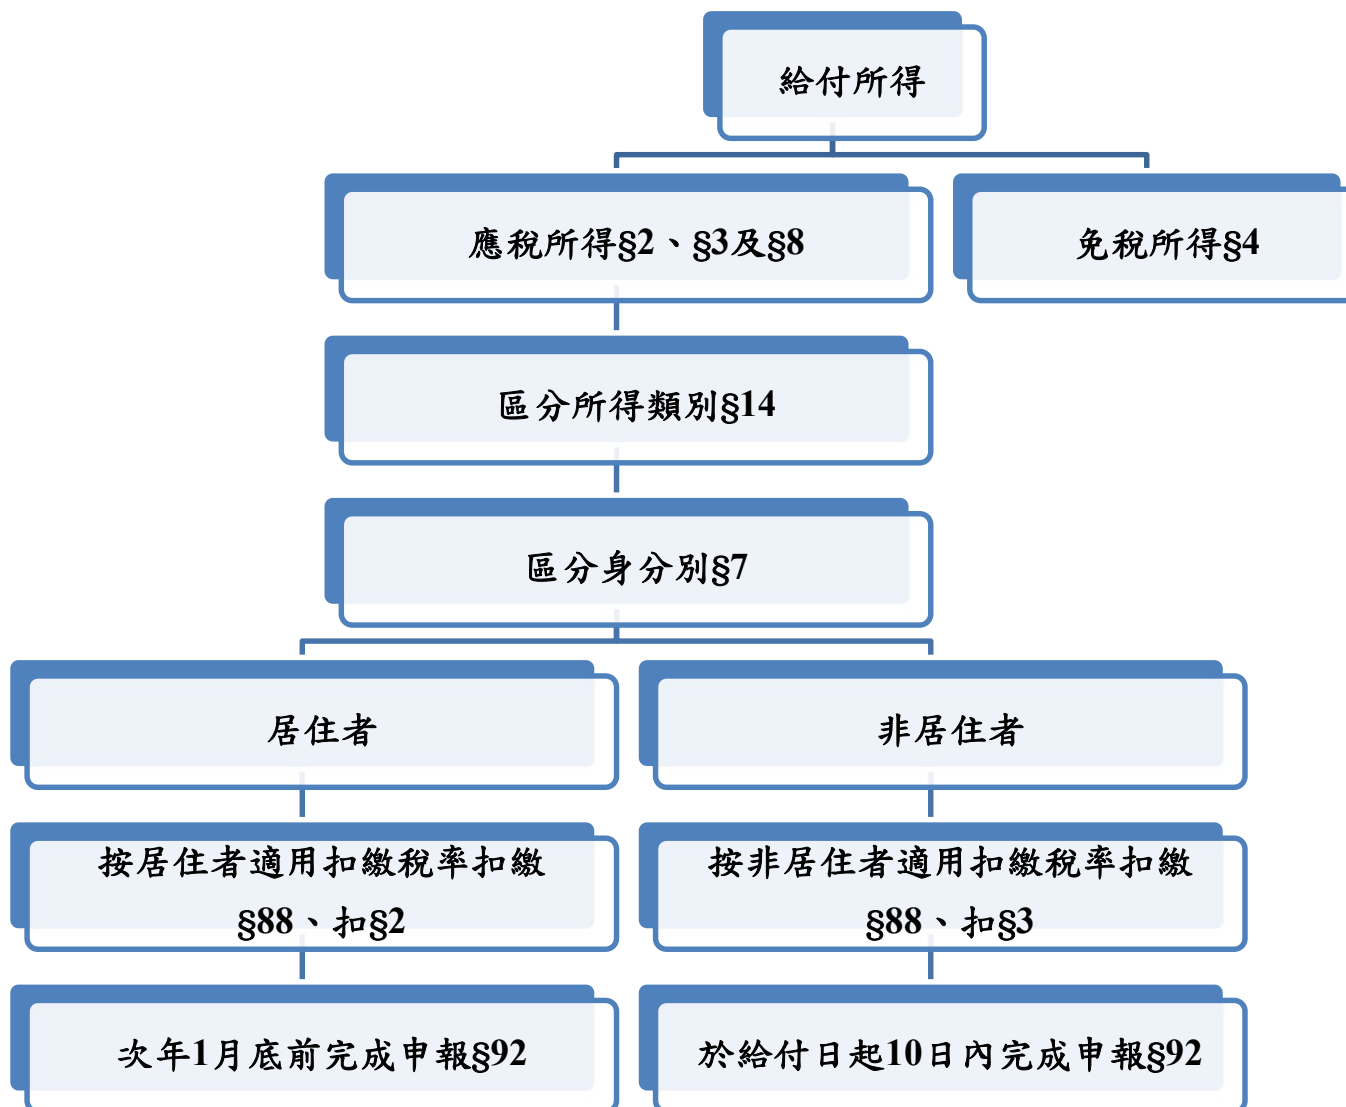 給付所得
應稅所得§2、§3及§8
免稅所得§4
區分所得類別§14
區分身分別§7
居住者
非居住者
按居住者適用扣繳稅率扣繳
§88、扣§2
按非居住者適用扣繳稅率扣繳
§88、扣§3
次年1月底前完成申報§92
於給付日起10日內完成申報§92